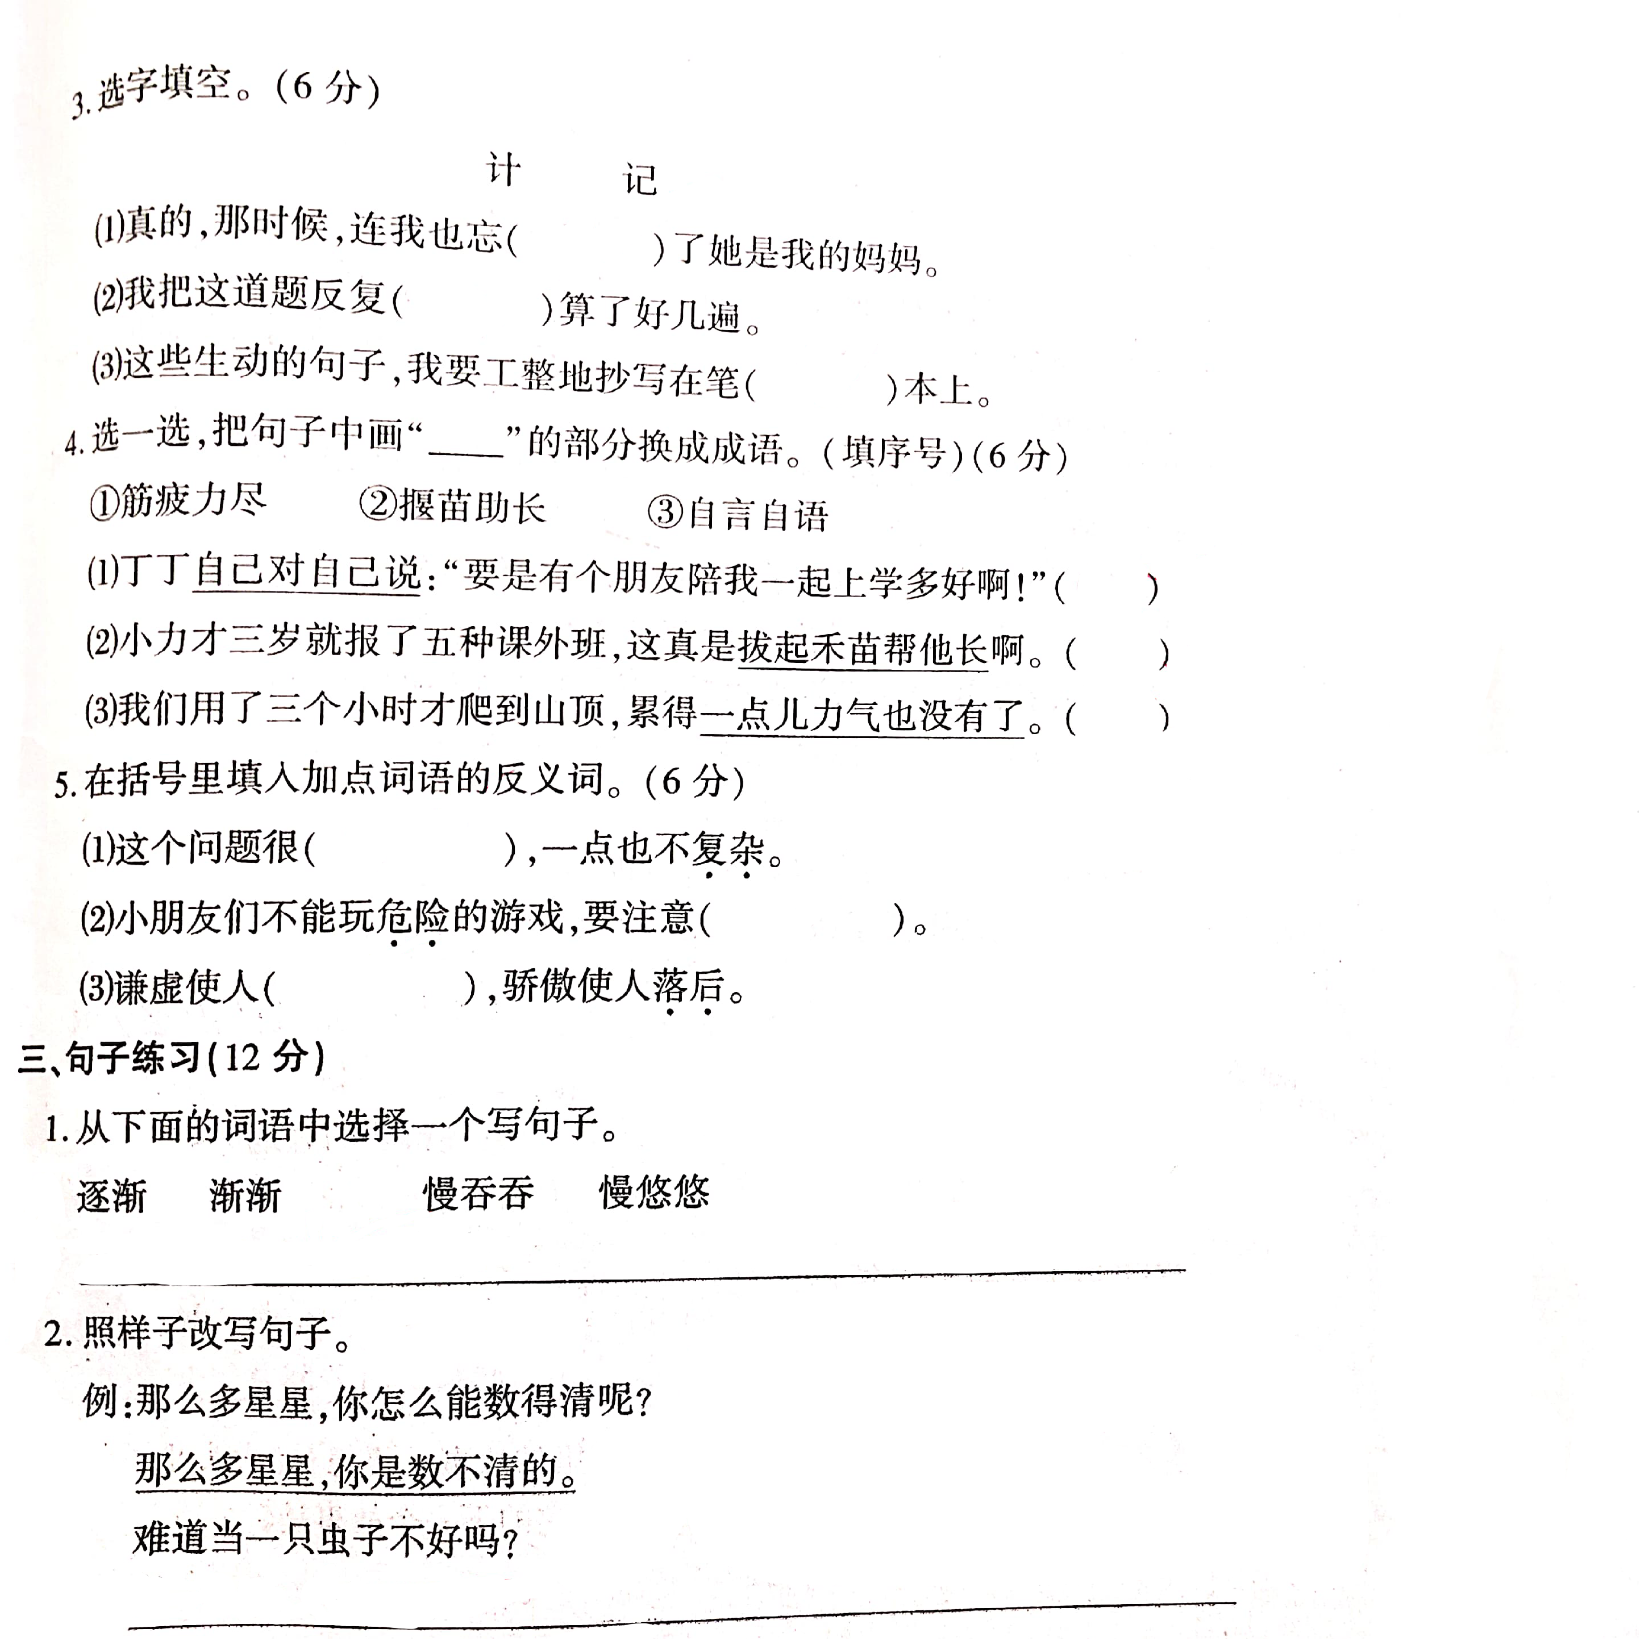 3.选字填空。(6 分)
计 记
⑴真的,那时候,连我也忘( )了她是我的妈妈。
⑵我把这道题反复( )算了好几遍。
⑶这些生动的句子,我要工整地抄写在笔( )本上。
4.选一选,把句子中画“____”的部分换成成语。(填序号)(6 分)
①筋疲力尽 ②揠苗助长 ③自言自语
⑴丁丁自己对自己说:“要是有个朋友陪我一起上学多好啊!”( )
⑵小力才三岁就报了五种课外班,这真是拔起禾苗帮他长啊。( )
⑶我们用了三个小时才爬到山顶,累得一点儿力气也没有了。( )
5.在括号里填入加点词语的反义词。(6 分)
⑴这个问题很( ),一点也不复杂。
⑵小朋友们不能玩危险的游戏,要注意( )。
⑶谦虚使人( ),骄傲使人落后。
三、句子练习(12 分)
1.从下面的词语中选择一个写句子。
逐渐 渐渐 慢吞吞 慢悠悠
2.照样子改写句子。
例:那么多星星,你怎么能数得清呢?
那么多星星,你是数不清的。
难道当一只虫子不好吗?